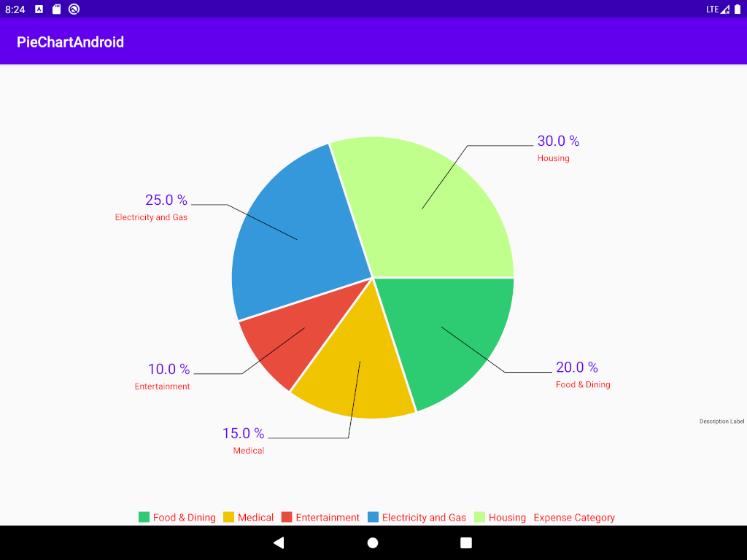 8:24
LTE
PieChartAndroid
30.0 %
Housing
25.0 %
Electricity and Gas
20.0 %
Food & Dining
10.0 %
Entertainment
15.0 %
Medical
Description Label
Food & Dining Medical Entertainment Electricity and Gas Housing Expense Category